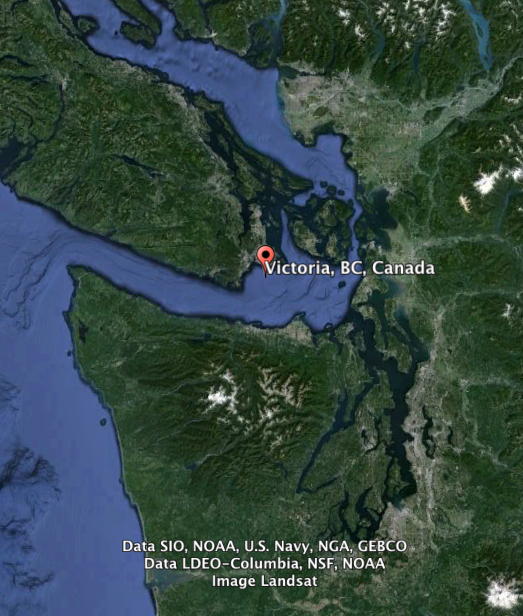 Victoria, BC, Canada
Data SIO, NOAA, U.S. Navy, NGA, GEBCO
Data LDEO-Columbia, NSF, NOAA
Image Landsat